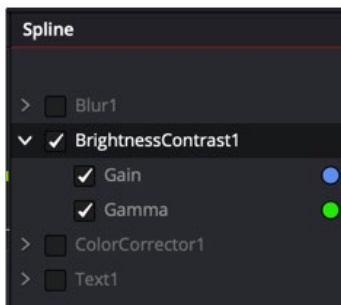 Spline
Blur1
BrightnessContrast1
Gain
Gamma
ColorCorrector1
Text1